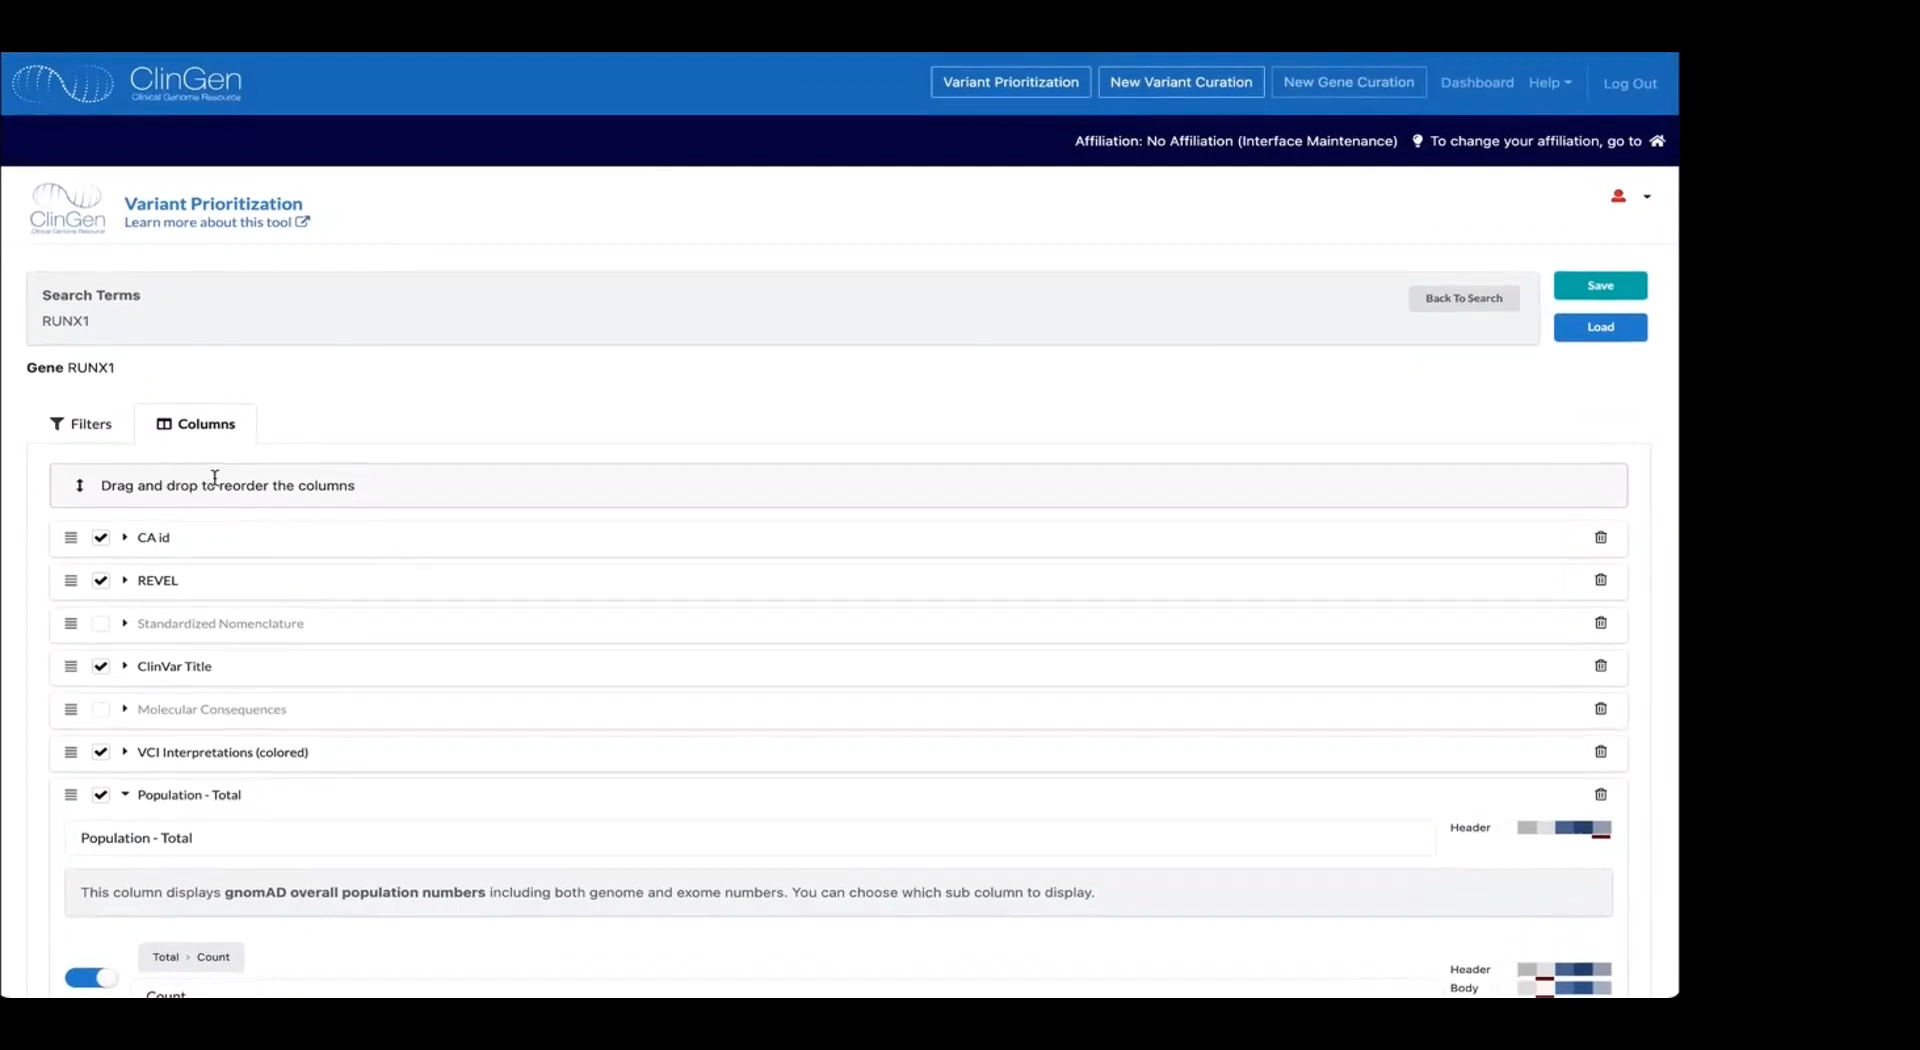 ClinGen
Clinical Genome Resource
Variant Prioritization
New Variant Curation
New Gene Curation
Dashboard
Help
Log Out
Affiliation: No Affiliation (Interface Maintenance)
To change your affiliation, go to
ClinGen
Clinical Genome Resource
Variant Prioritization
Learn more about this tool
Search Terms
RUNX1
Back To Search
Save
Load
Gene RUNX1
Filters
Columns
Drag and drop to reorder the columns
CA id
REVEL
Standardized Nomenclature
ClinVar Title
Molecular Consequences
VCI Interpretations (colored)
Population - Total
Population - Total
Header
This column displays gnomAD overall population numbers including both genome and exome numbers. You can choose which sub column to display.
Total > Count
Header
Body
Count